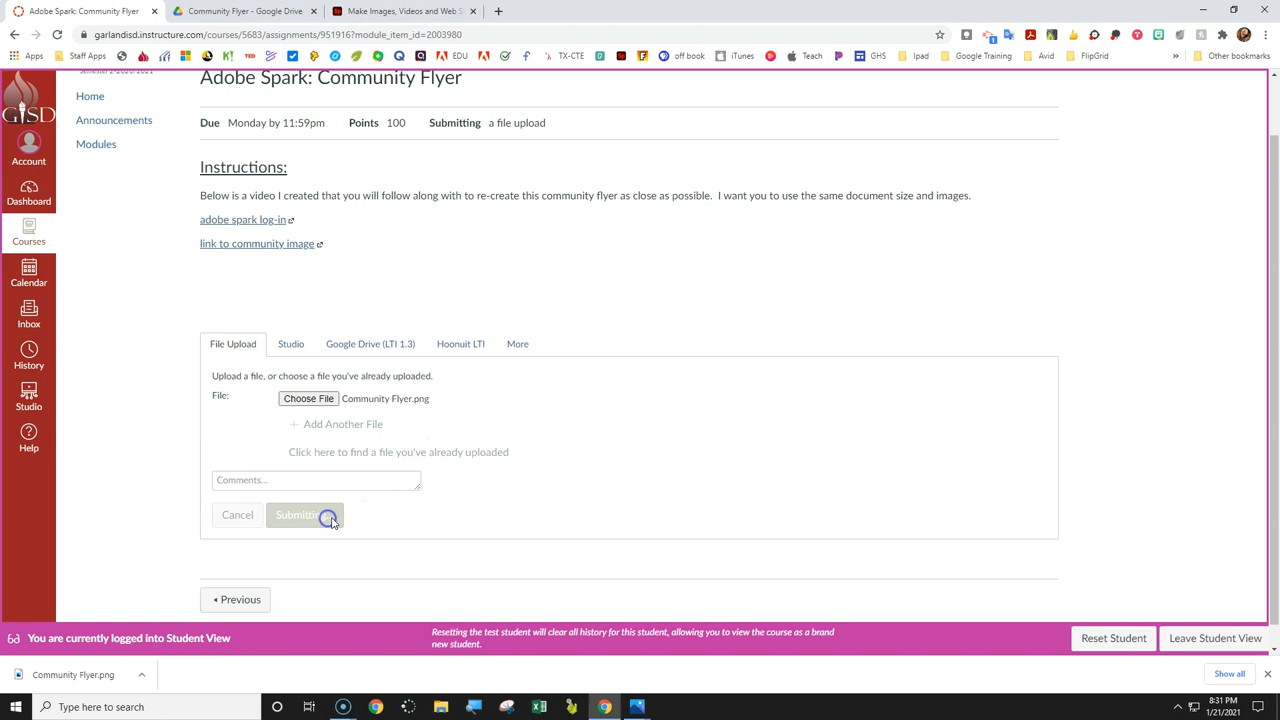 Adobe Spark: Community Flyer
Community Flyer - Google Drive
Make Images, Videos and Web S
garlandisd.instructure.com/courses/5683/assignments/951916?module_item_id=2003980
Apps
Staff Apps
EDU
TX-CTE
off book
iTunes
Teach
GHS
Ipad
Google Training
Avid
FlipGrid
Other bookmarks
Semester 2-2020/2021
GISD
Account
Dashboard
Courses
Calendar
Inbox
History
Studio
Help
Home
Announcements
Modules
Adobe Spark: Community Flyer
Due Monday by 11:59pm Points 100 Submitting a file upload
Instructions:
Below is a video I created that you will follow along with to re-create this community flyer as close as possible. I want you to use the same document size and images.
adobe spark log-in
link to community image
File Upload Studio Google Drive (LTI 1.3) Hoonuit LTI More
Upload a file, or choose a file you've already uploaded.
File: Choose File Community Flyer.png
+ Add Another File
Click here to find a file you've already uploaded
Comments...
Cancel
Previous
You are currently logged into Student View
Resetting the test student will clear all history for this student, allowing you to view the course as a brand
new student.
Reset Student
Leave Student View
Community Flyer.png
Show all
Type here to search
8:31 PM
1/21/2021